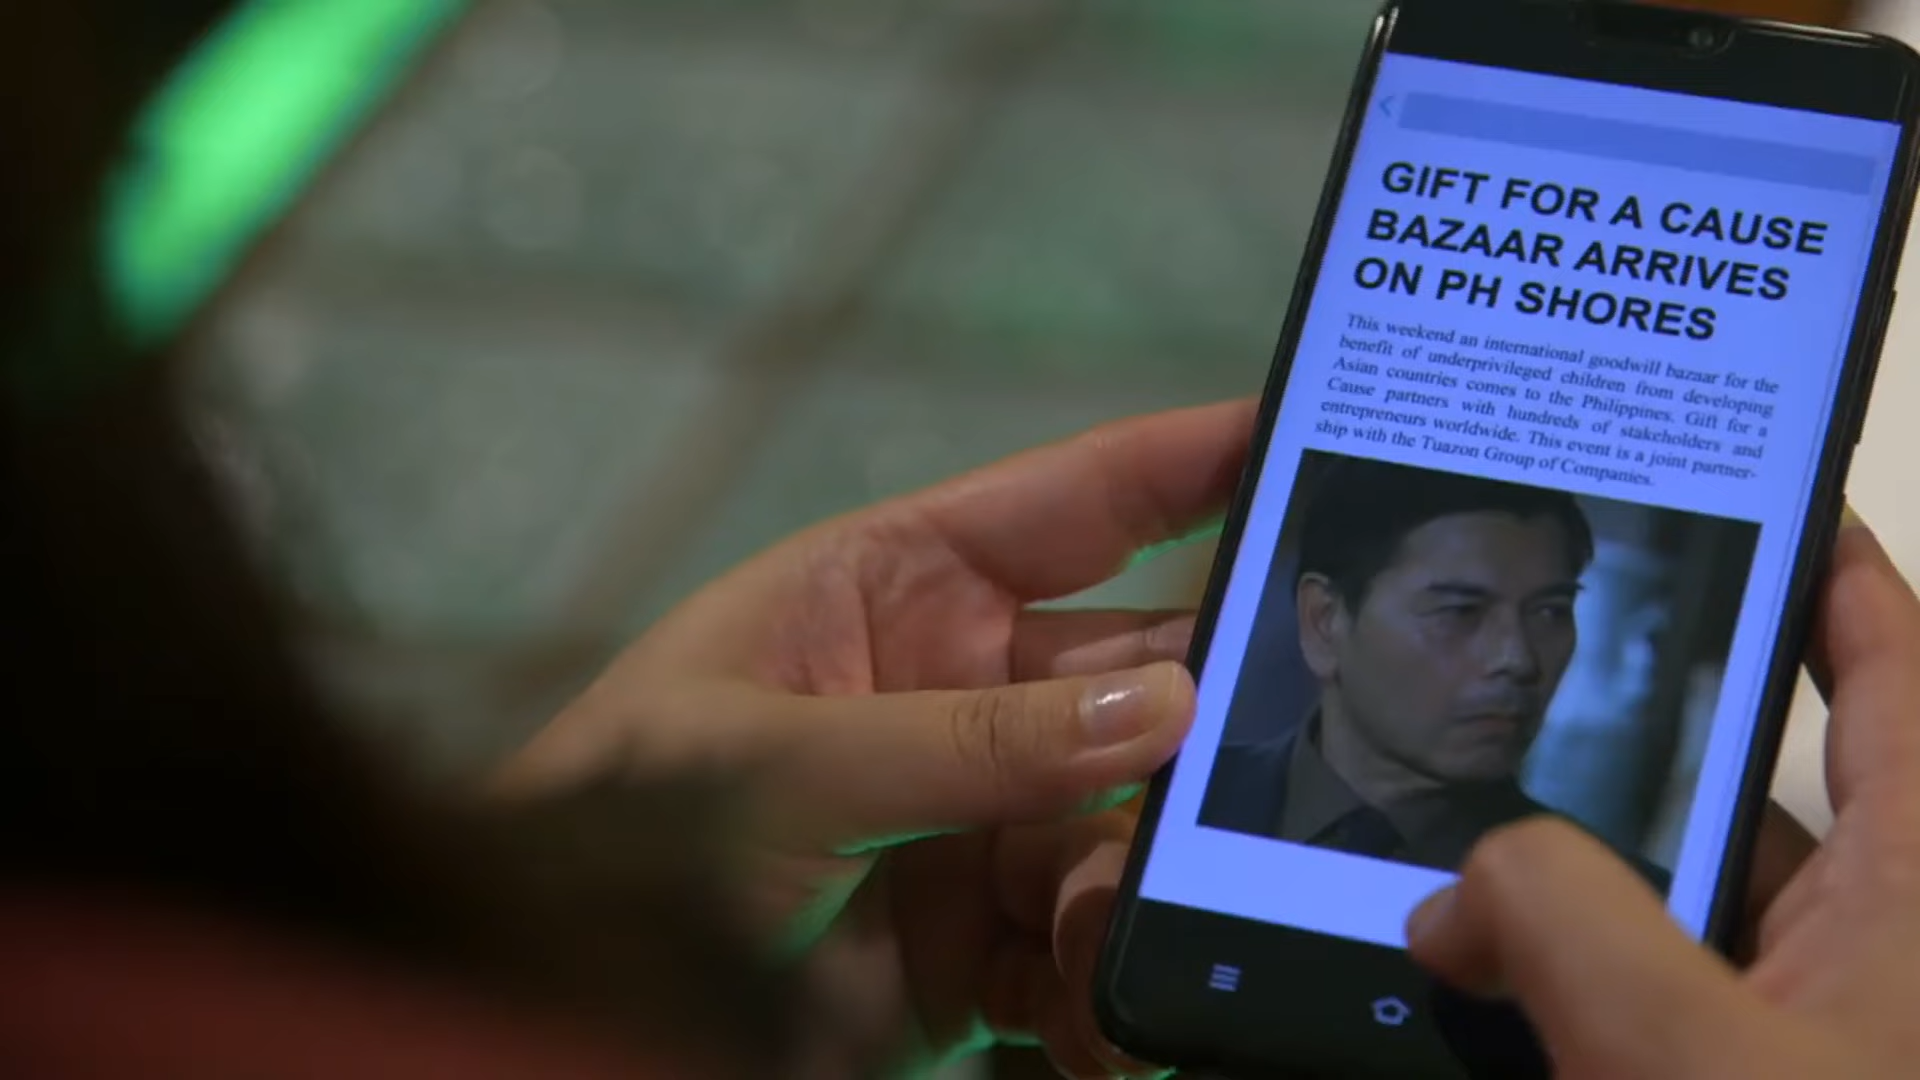 GIFT FOR A CAUSE
BAZAAR ARRIVES
ON PH SHORES
This weekend an international goodwill bazaar for the
benefit of underprivileged children from developing
Asian countries comes to the Philippines. Gift for a
Cause partners with hundreds of stakeholders and
entrepreneurs worldwide. This event is a joint partner-
ship with the Tuazon Group of Companies.